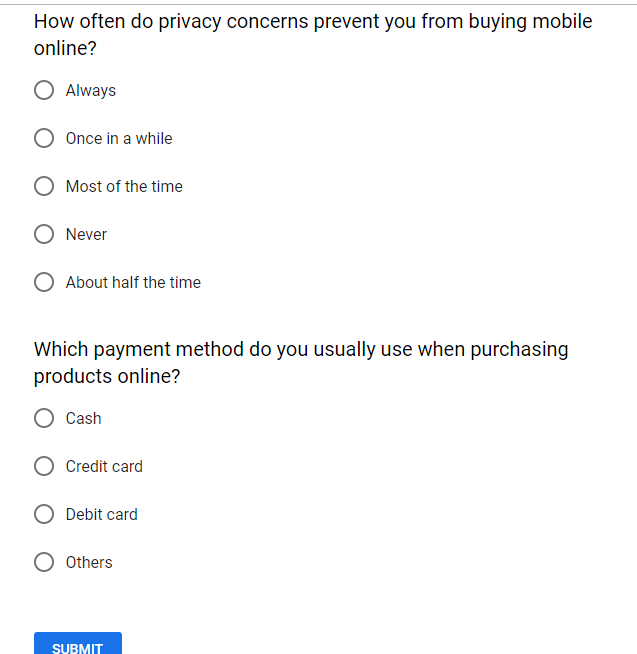 How often do privacy concerns prevent you from buying mobile
online?
Always
Once in a while
Most of the time
Never
About half the time
Which payment method do you usually use when purchasing
products online?
Cash
Credit card
Debit card
Others
SUBMIT